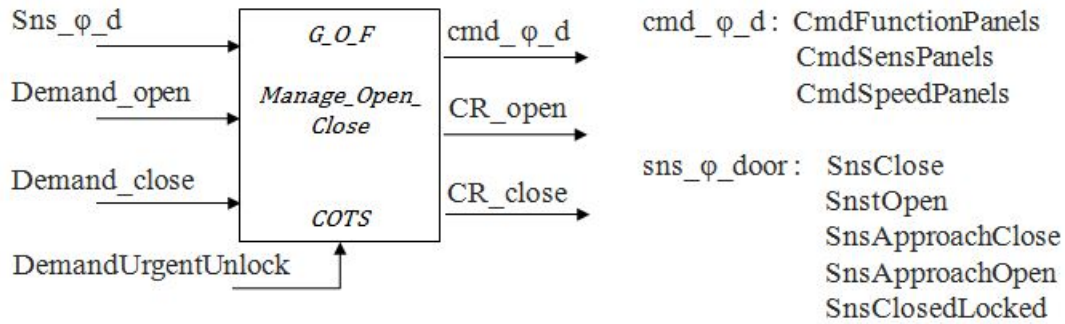 Sns_φ_d
Demand_open
Demand_close
DemandUrgentUnlock
G_O_F
Manage_Open_
Close
COTS
cmd_φ_d
CR_open
CR_close
cmd_φ_d: CmdFunctionPanels
CmdSensPanels
CmdSpeedPanels
sns_φ_door: SnsClose
SnstOpen
SnsApproachClose
SnsApproachOpen
SnsClosedLocked